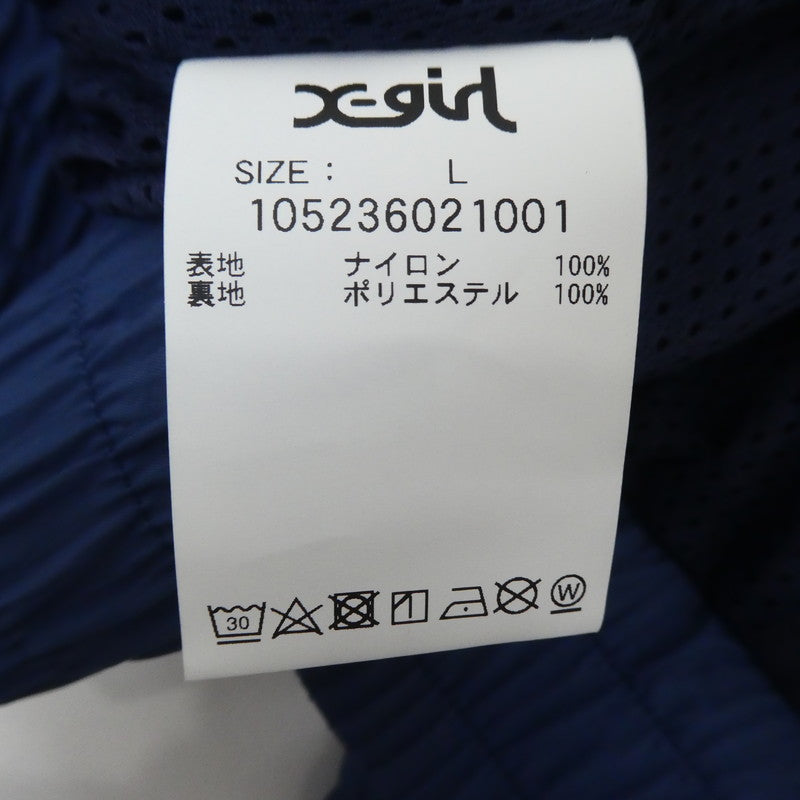 X-girl
SIZE : L
105236021001
表地 ナイロン 100%
裏地 ポリエステル 100%
30 W